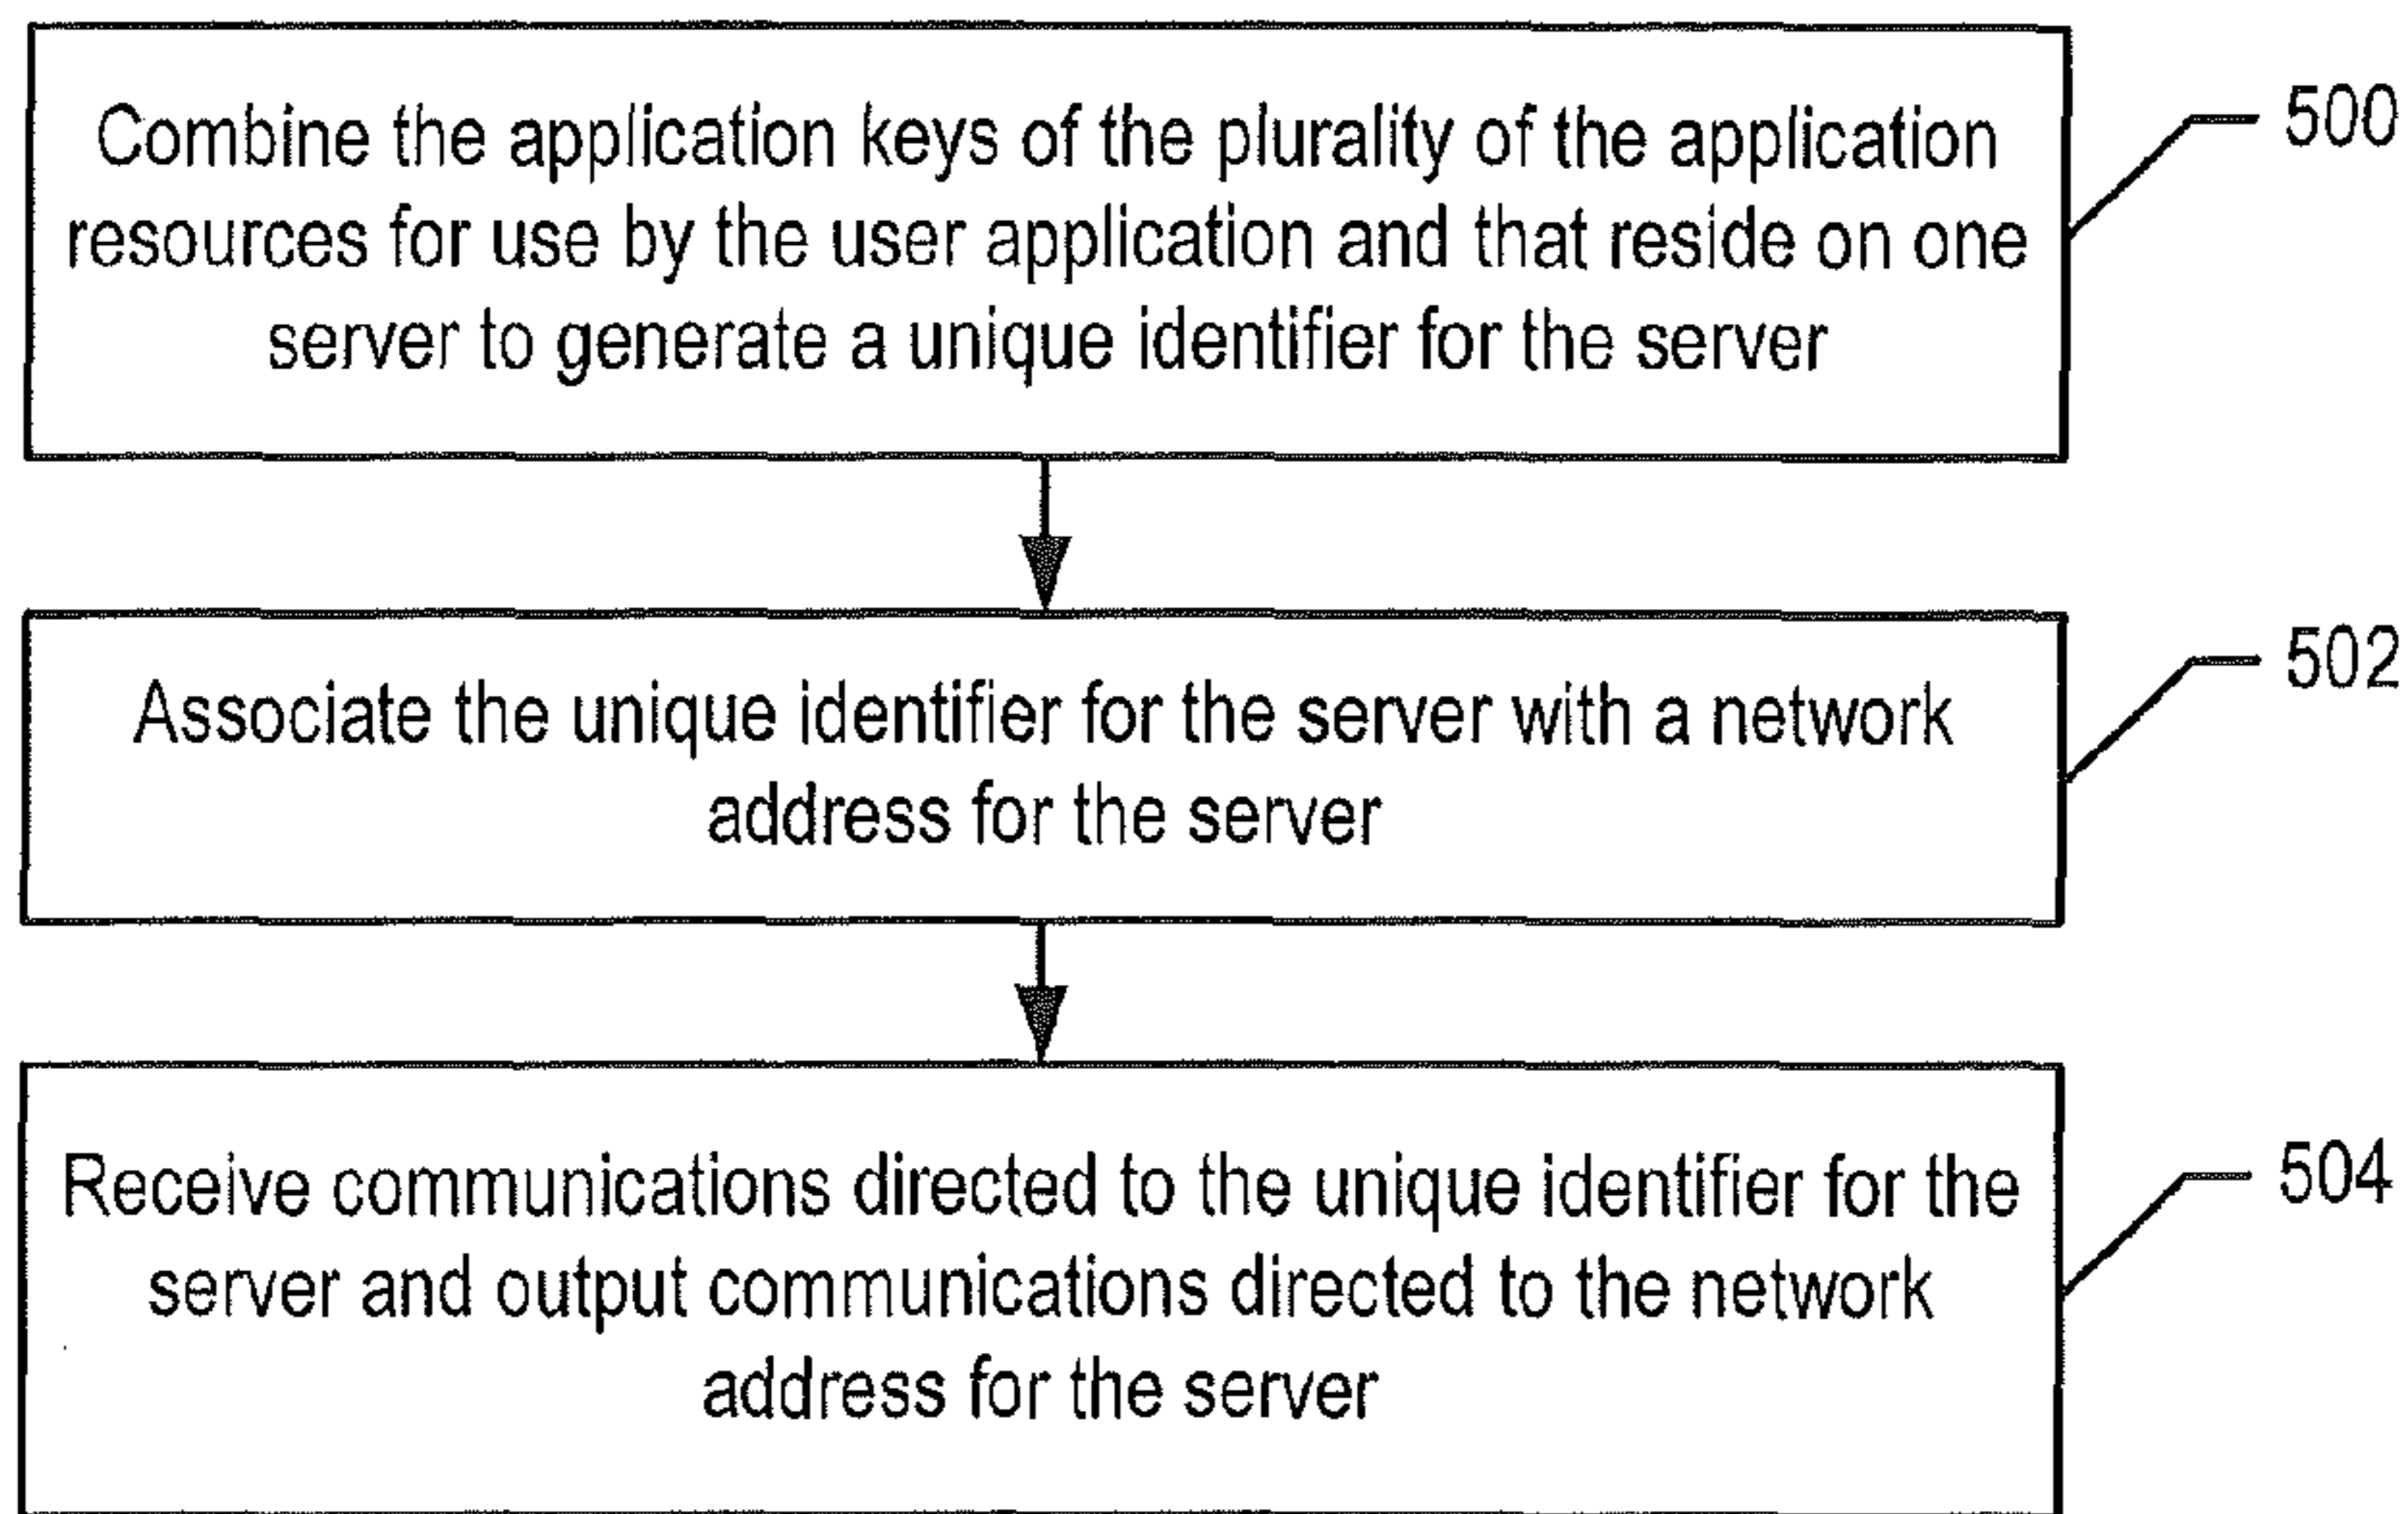 Combine the application keys of the plurality of the application
resources for use by the user application and that reside on one
server to generate a unique identifier for the server
500
Associate the unique identifier for the server with a network
address for the server
502
Receive communications directed to the unique identifier for the
server and output communications directed to the network
address for the server
504